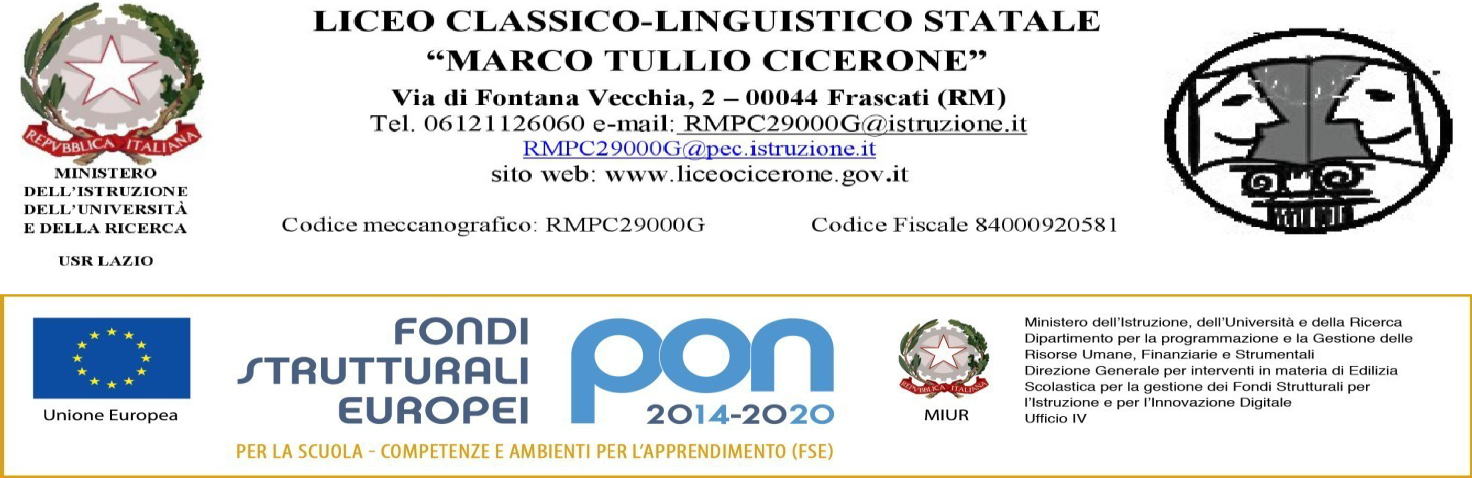 LICEO CLASSICO-LINGUISTICO STATALE
“MARCO TULLIO CICERONE”
Via di Fontana Vecchia, 2 – 00044 Frascati (RM)
Tel. 06121126060 e-mail: RMPC29000G@istruzione.it
RMPC29000G@pec.istruzione.it
sito web: www.liceocicerone.gov.it
Codice meccanografico: RMPC29000G Codice Fiscale 84000920581
REPVBBLICA ITALIANA
MINISTERO
DELL’ISTRUZIONE
DELL’UNIVERSITÀ
E DELLA RICERCA
USR LAZIO
Unione Europea
FONDI
STRUTTURALI
EUROPEI
pon
2014-2020
PER LA SCUOLA - COMPETENZE E AMBIENTI PER L’APPRENDIMENTO (FSE)
REPVBBLICA ITALIANA
MIUR
Ministero dell’Istruzione, dell’Università e della Ricerca
Dipartimento per la programmazione e la Gestione delle
Risorse Umane, Finanziarie e Strumentali
Direzione Generale per interventi in materia di Edilizia
Scolastica per la gestione dei Fondi Strutturali per
l’Istruzione e per l’Innovazione Digitale
Ufficio IV